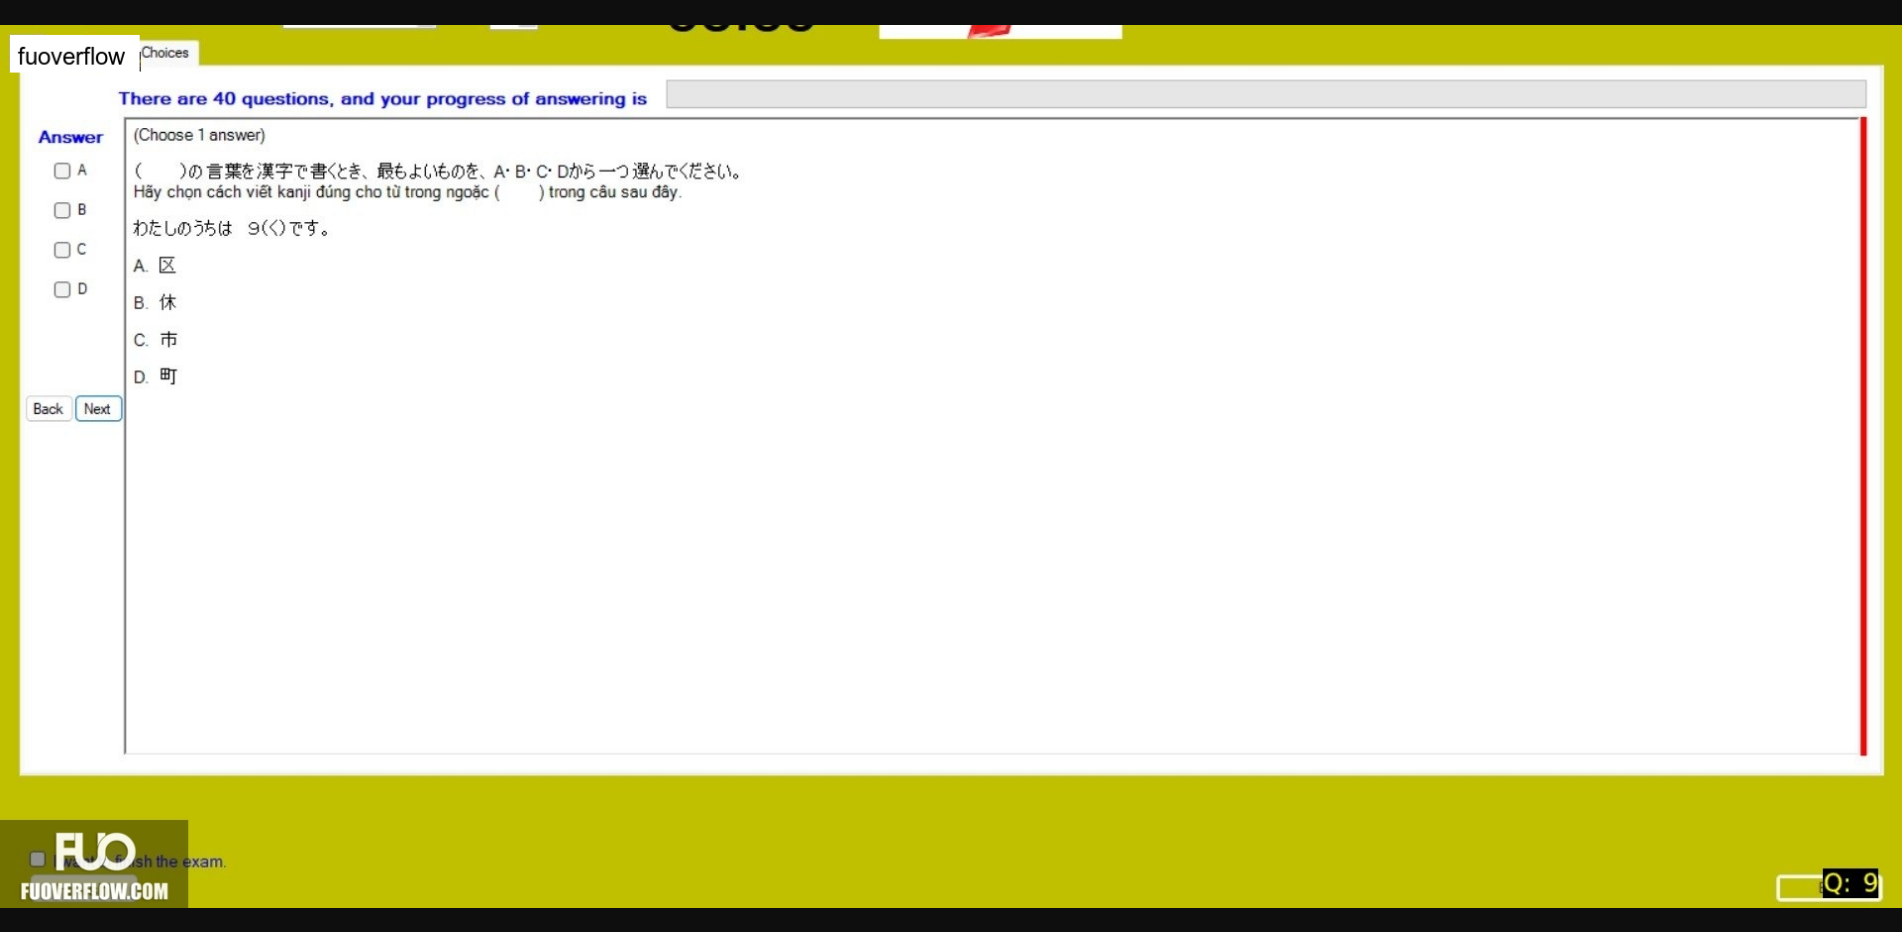 fuoverflow
Choices
There are 40 questions, and your progress of answering is
Answer
(Choose 1 answer)
A
B
C
D
(　　)の言葉を漢字で書くとき、最もよいものを、A・B・C・Dから一つ選んでください。
Hãy chọn cách viết kanji đúng cho từ trong ngoặc (　　) trong câu sau đây.
わたしのうちは　9(く)です。
A. 区
B. 休
C. 市
D. 町
Back Next
FUO
the exam.
FUOVERFLOW.COM
Q: 9